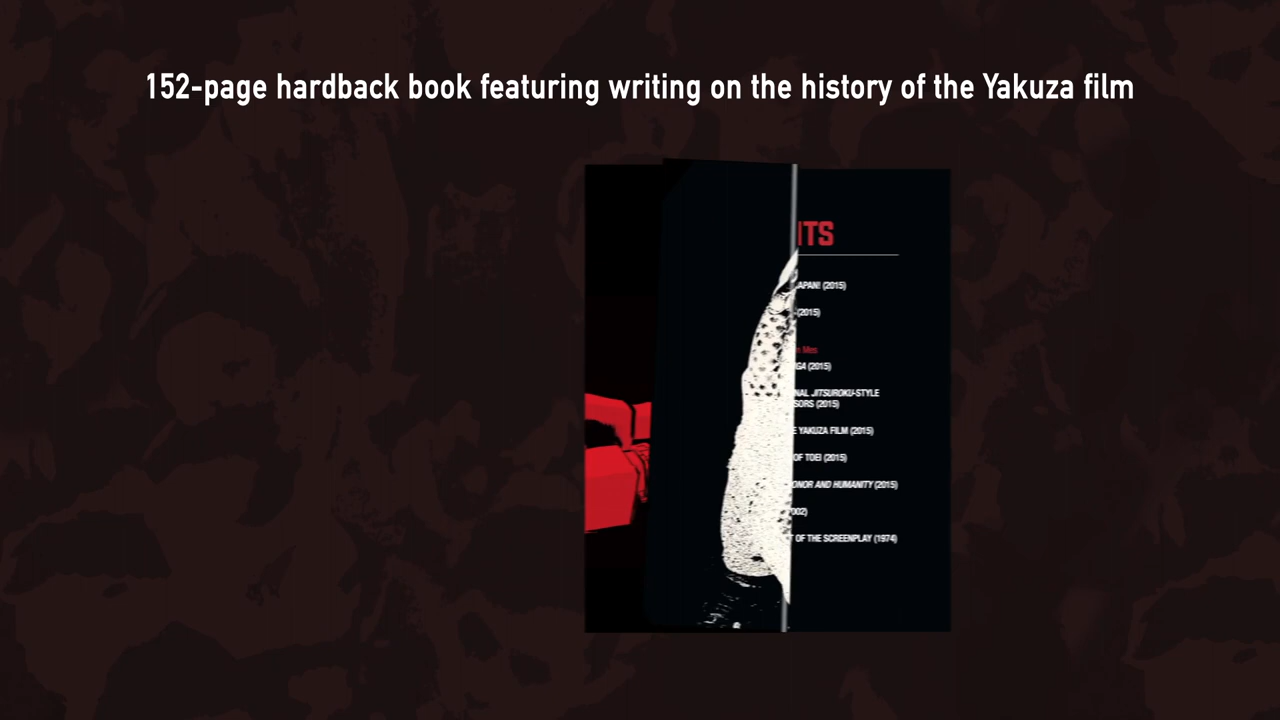 152-page hardback book featuring writing on the history of the Yakuza film
ITS
APAN! (2015)
(2015)
Mes
GA (2015)
NAL JITSUROKU-STYLE
SORS (2015)
E YAKUZA FILM (2015)
OF TOEI (2015)
ONOR AND HUMANITY (2015)
002)
T OF THE SCREENPLAY (1974)